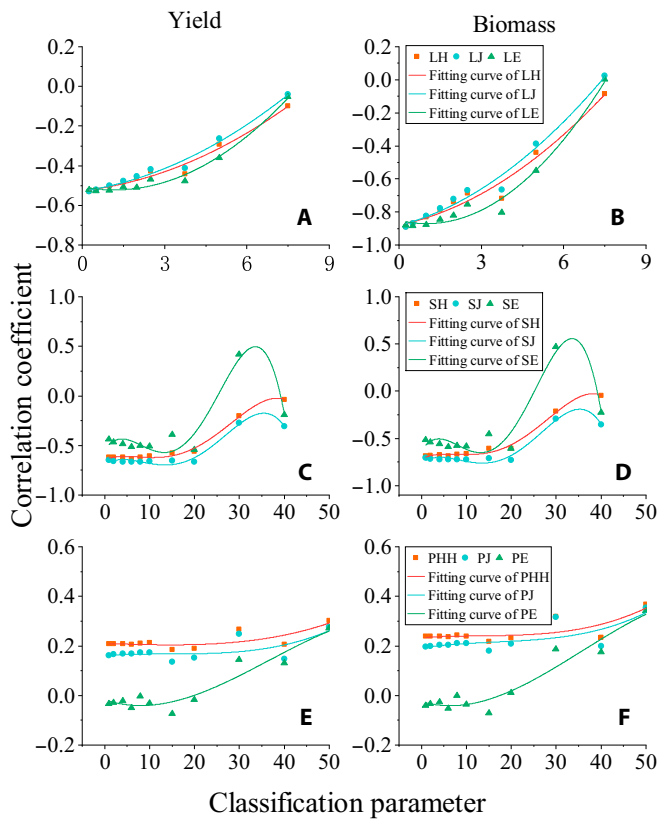 Yield
Biomass
0.2
0.0
−0.2
−0.4
−0.6
−0.8
0
3
6
9
A
0.2
0.0
−0.2
−0.4
−0.6
−0.8
−1.0
0
3
6
9
LH LJ LE
Fitting curve of LH
Fitting curve of LJ
Fitting curve of LE
B
Correlation coefficient
1.0
0.5
0.0
−0.5
−1.0
0
10
20
30
40
50
C
1.0
0.5
0.0
−0.5
−1.0
0
10
20
30
40
50
SH SJ SE
Fitting curve of SH
Fitting curve of SJ
Fitting curve of SE
D
0.6
0.4
0.2
0.0
−0.2
0
10
20
30
40
50
E
0.6
0.4
0.2
0.0
−0.2
0
10
20
30
40
50
PHH PJ PE
Fitting curve of PHH
Fitting curve of PJ
Fitting curve of PE
F
Classification parameter